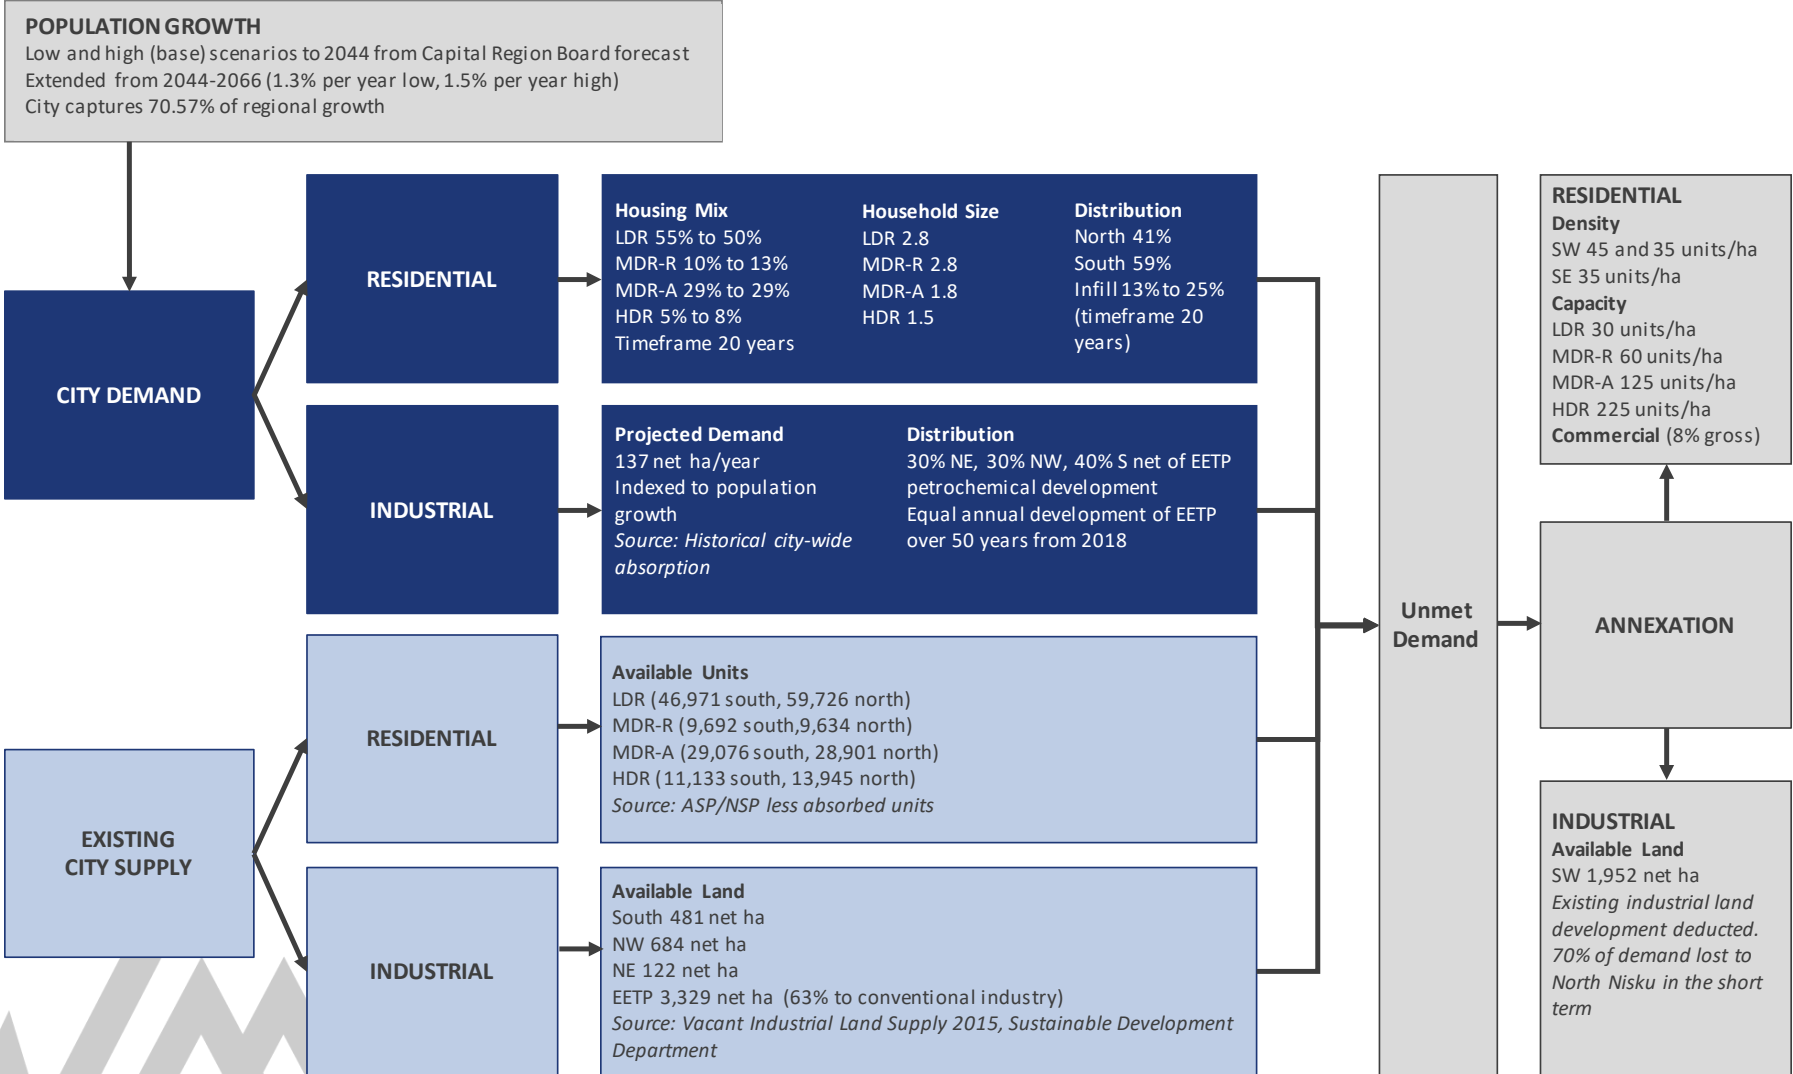 POPULATION GROWTH
Low and high (base) scenarios to 2044 from Capital Region Board forecast
Extended from 2044-2066 (1.3% per year low, 1.5% per year high)
City captures 70.57% of regional growth
CITY DEMAND
RESIDENTIAL
Housing Mix
LDR 55% to 50%
MDR-R 10% to 13%
MDR-A 29% to 29%
HDR 5% to 8%
Timeframe 20 years
Household Size
LDR 2.8
MDR-R 2.8
MDR-A 1.8
HDR 1.5
Distribution
North 41%
South 59%
Infill 13% to 25%
(timeframe 20
years)
INDUSTRIAL
Projected Demand
137 net ha/year
Indexed to population
growth
Source: Historical city-wide
absorption
Distribution
30% NE, 30% NW, 40% S net of EETP
petrochemical development
Equal annual development of EETP
over 50 years from 2018
EXISTING
CITY SUPPLY
RESIDENTIAL
Available Units
LDR (46,971 south, 59,726 north)
MDR-R (9,692 south,9,634 north)
MDR-A (29,076 south, 28,901 north)
HDR (11,133 south, 13,945 north)
Source: ASP/NSP less absorbed units
INDUSTRIAL
Available Land
South 481 net ha
NW 684 net ha
NE 122 net ha
EETP 3,329 net ha (63% to conventional industry)
Source: Vacant Industrial Land Supply 2015, Sustainable Development
Department
Unmet
Demand
RESIDENTIAL
Density
SW 45 and 35 units/ha
SE 35 units/ha
Capacity
LDR 30 units/ha
MDR-R 60 units/ha
MDR-A 125 units/ha
HDR 225 units/ha
Commercial (8% gross)
ANNEXATION
INDUSTRIAL
Available Land
SW 1,952 net ha
Existing industrial land
development deducted.
70% of demand lost to
North Nisku in the short
term